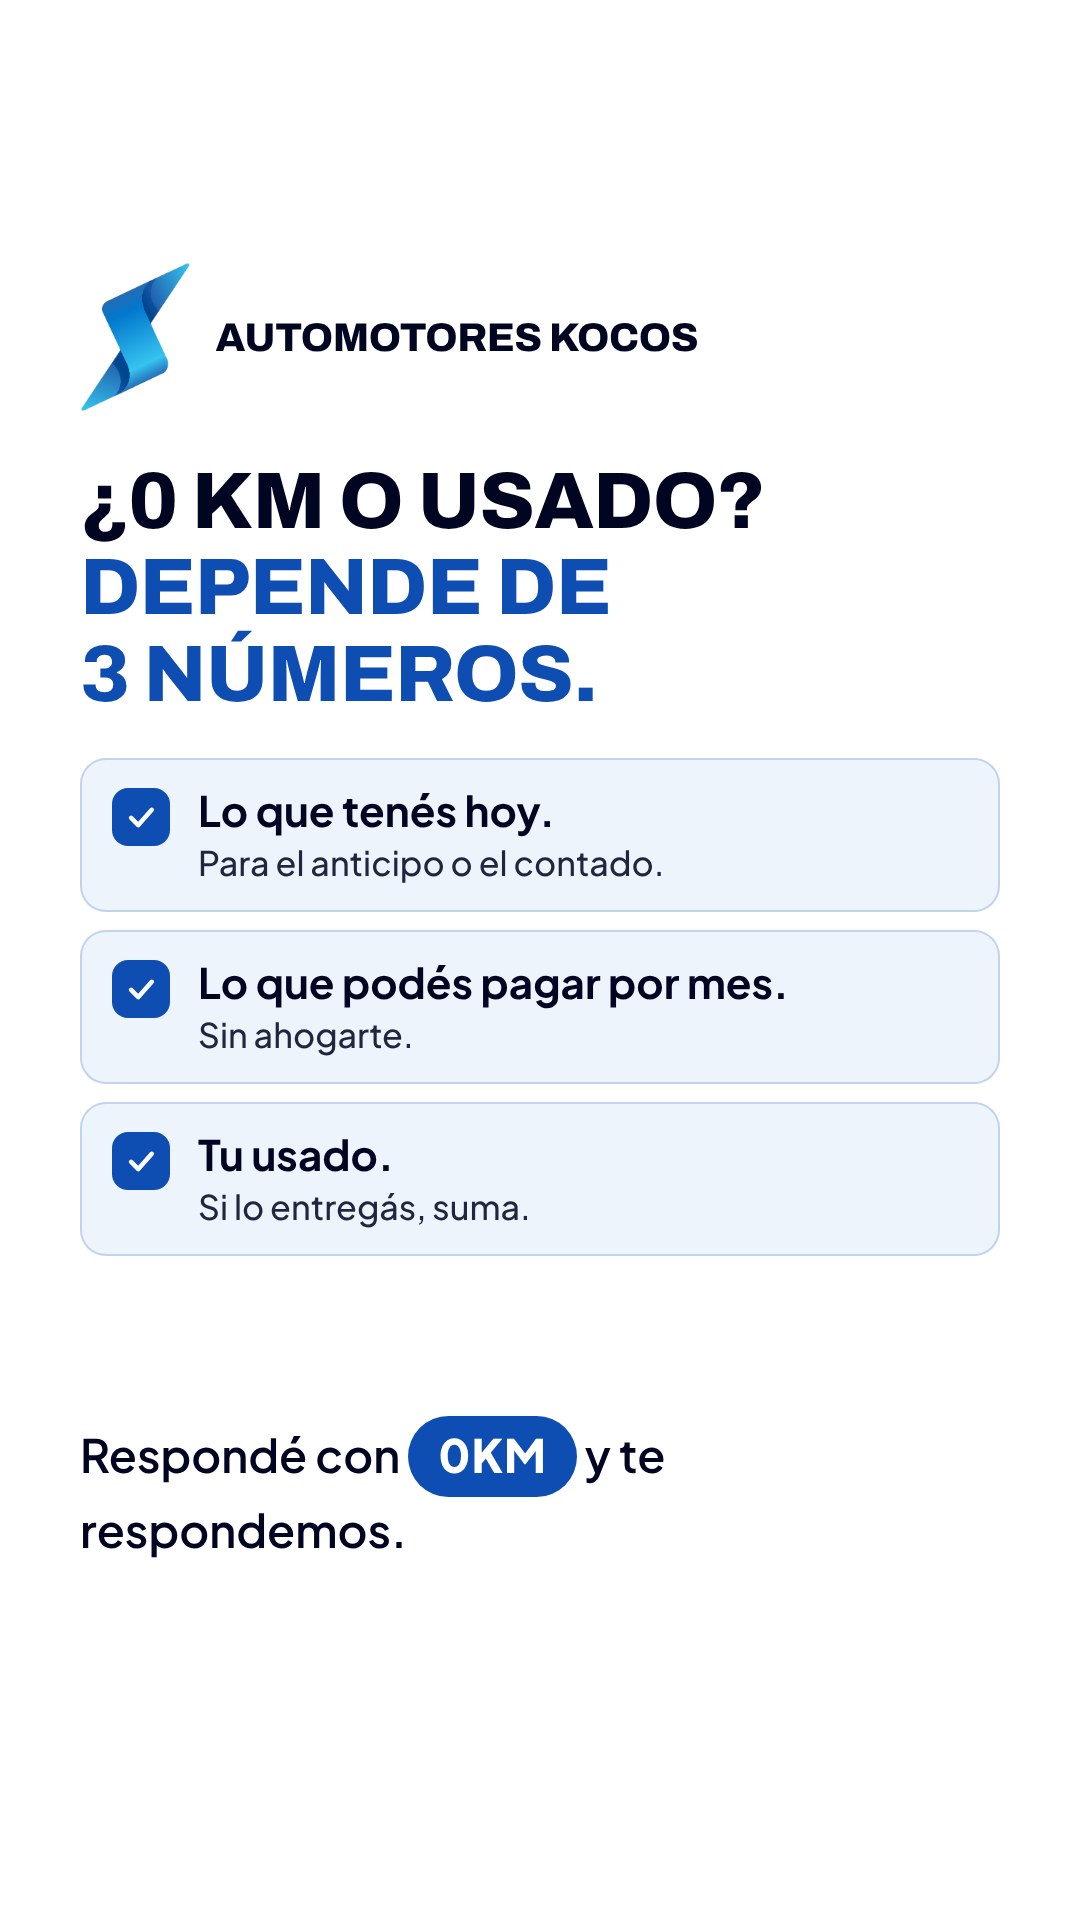 AUTOMOTORES KOCOS
¿0 KM O USADO?
DEPENDE DE
3 NÚMEROS.
Lo que tenés hoy.
Para el anticipo o el contado.
Lo que podés pagar por mes.
Sin ahogarte.
Tu usado.
Si lo entregás, suma.
Respondé con 0KM y te
respondemos.